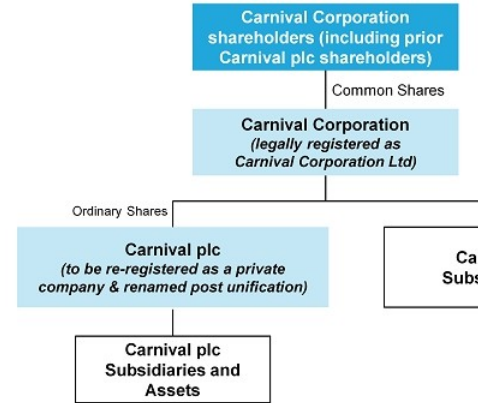 Carnival Corporation
shareholders (including prior
Carnival plc shareholders)
Common Shares
Carnival Corporation
(legally registered as
Carnival Corporation Ltd)
Ordinary Shares
Carnival plc
(to be re-registered as a private
company & renamed post unification)
Carnival plc
Subsidiaries and
Assets